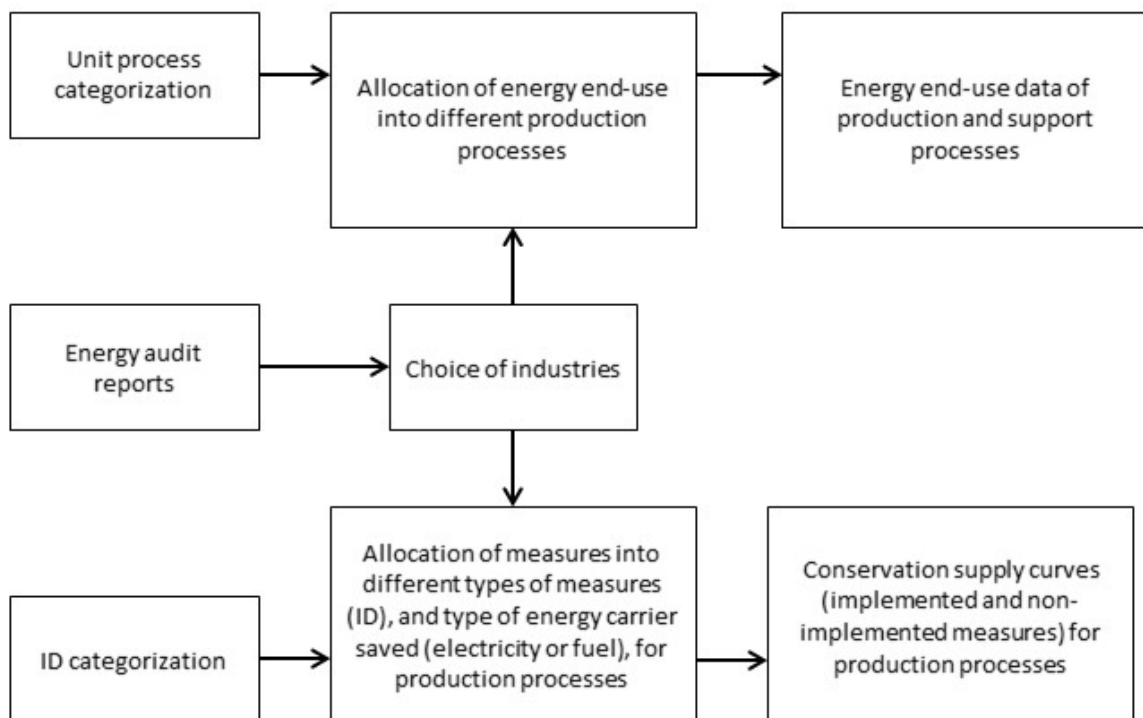 Unit process
categorization
Allocation of energy end-use
into different production
processes
Energy end-use data of
production and support
processes
Energy audit
reports
Choice of industries
ID categorization
Allocation of measures into
different types of measures
(ID), and type of energy carrier
saved (electricity or fuel), for
production processes
Conservation supply curves
(implemented and non-
implemented measures) for
production processes